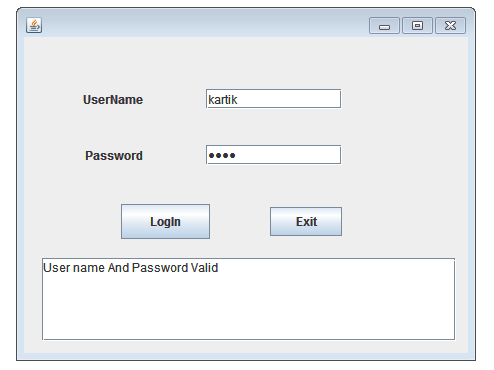 UserName
kartik
Password
••••
LogIn
Exit
User name And Password Valid